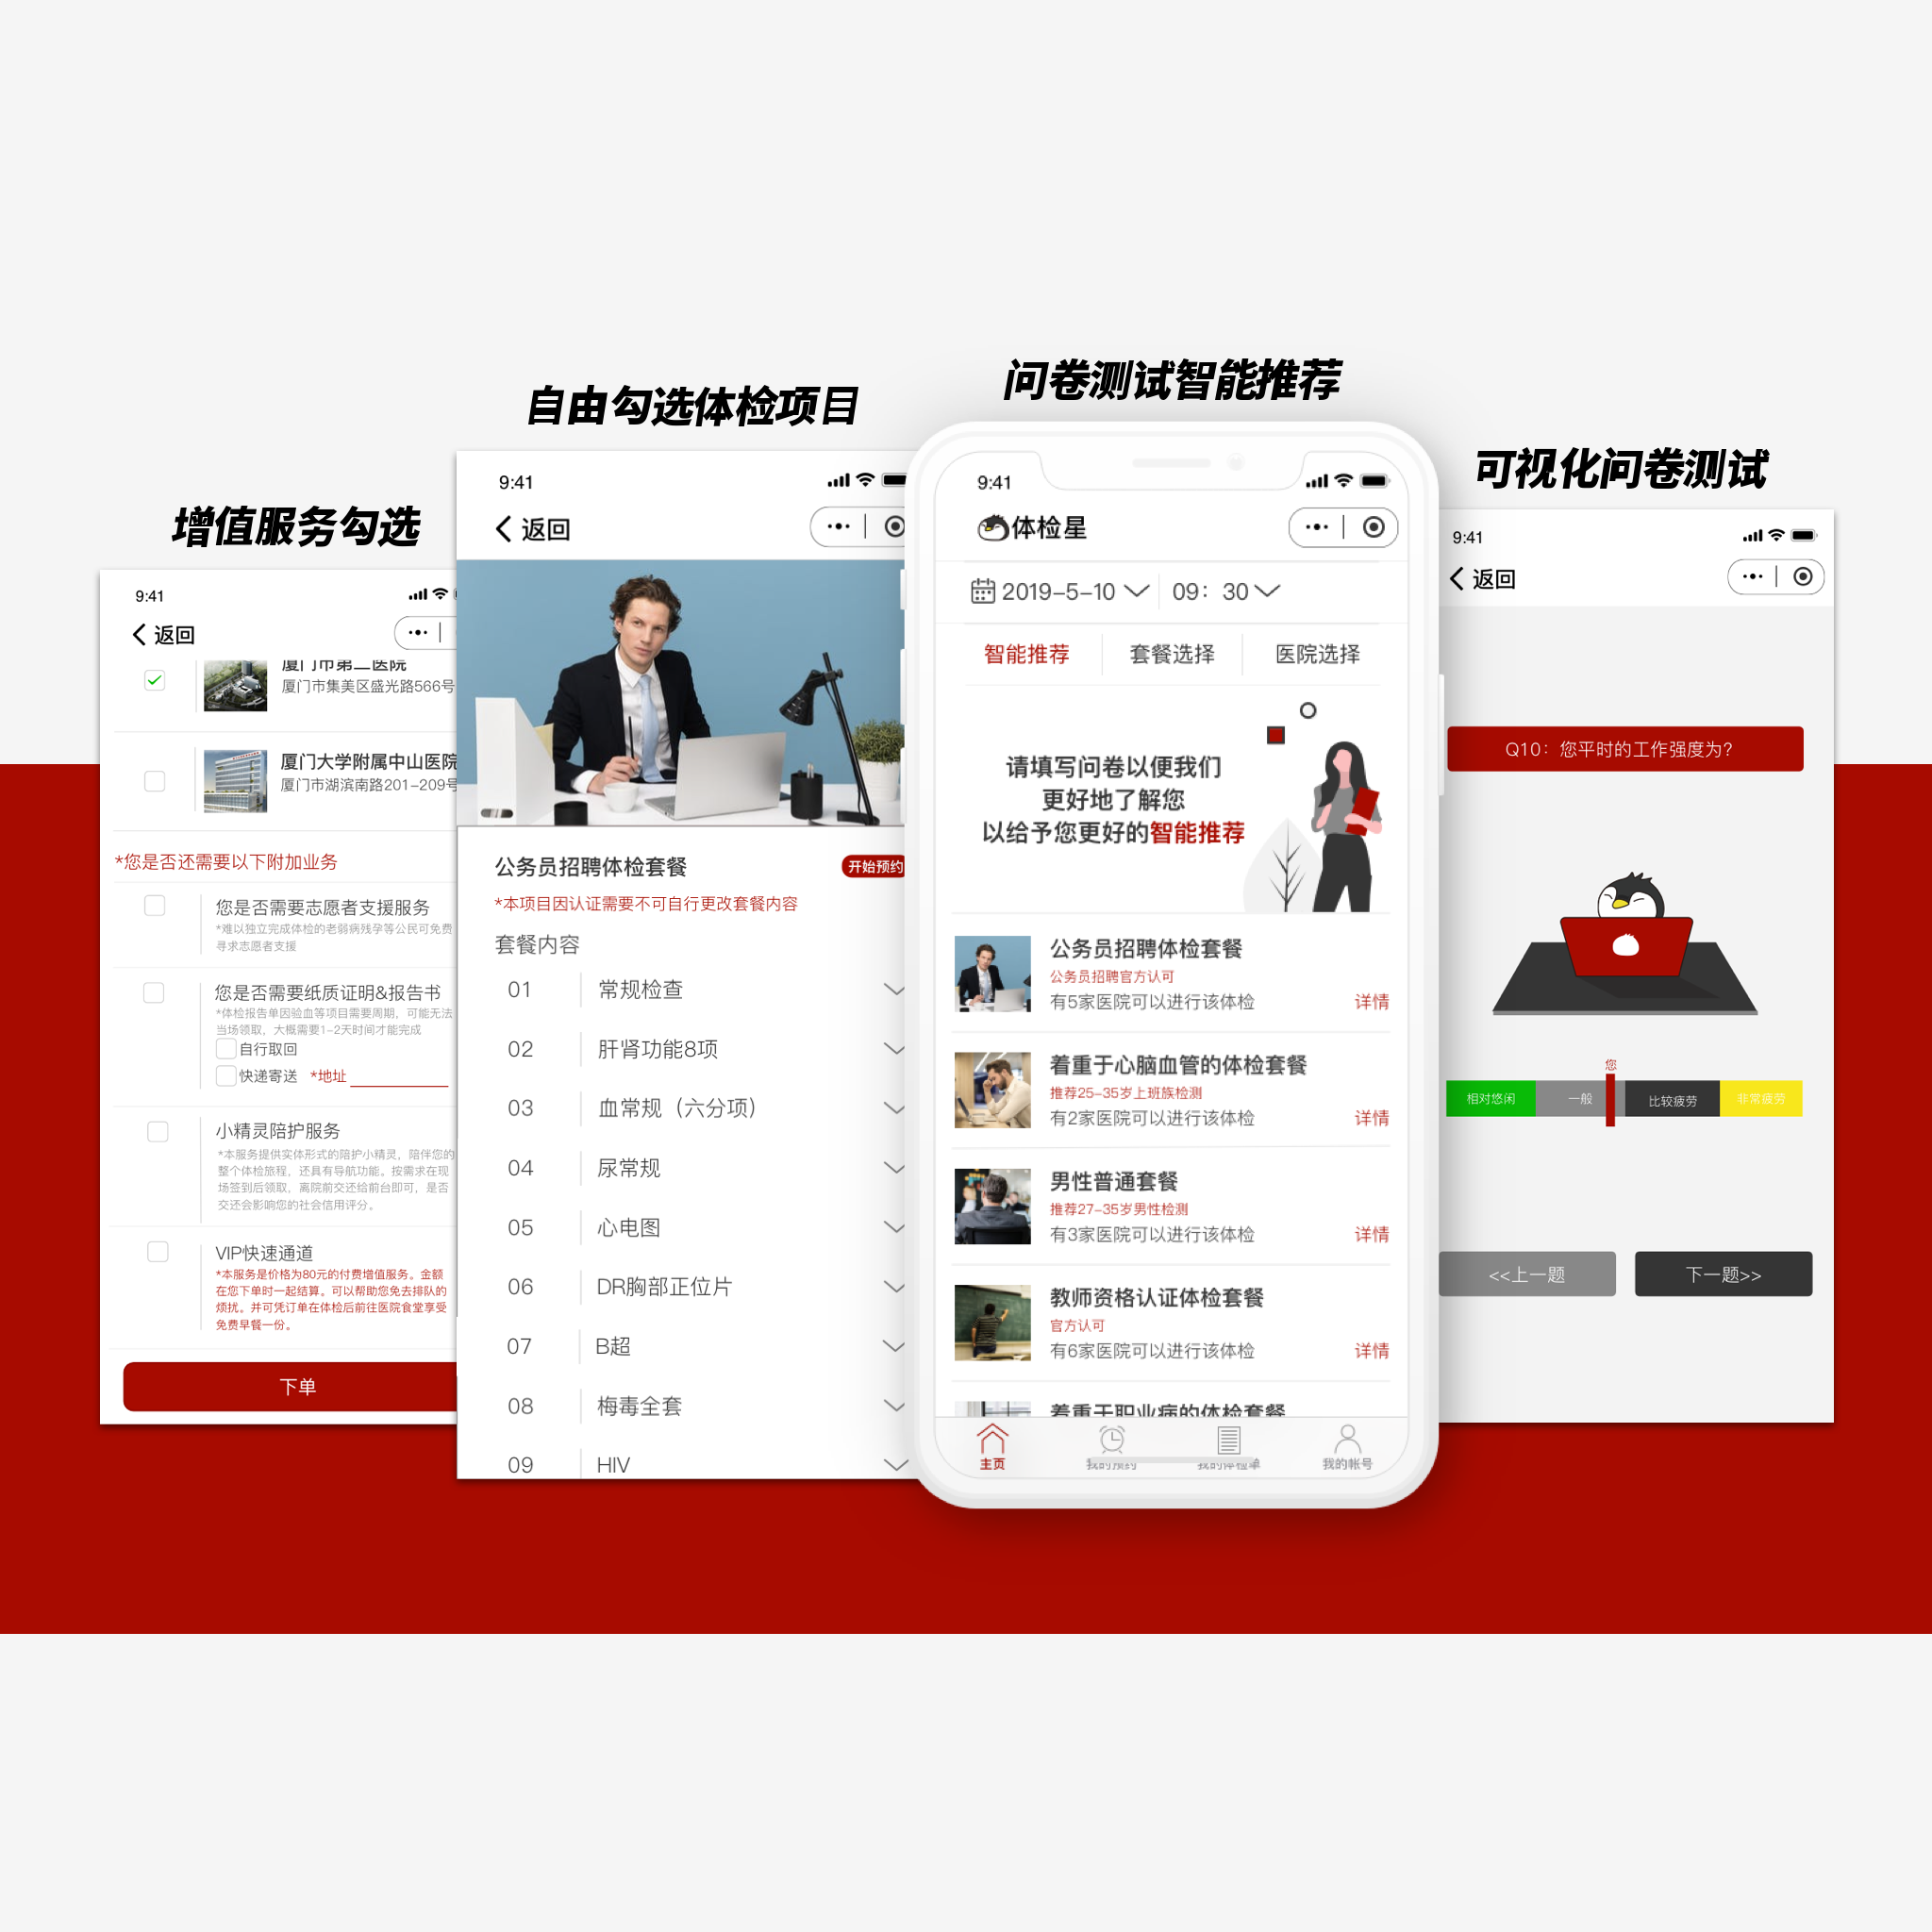 增值服务勾选
9:41
返回
厦门市第二医院
厦门市集美区盛光路566号
厦门大学附属中山医院
厦门市湖滨南路201-209号
*您是否还需要以下附加业务
您是否需要志愿者支援服务
*难以独立完成体检的老弱病残孕等公民可免费
寻求志愿者支援
您是否需要纸质证明&报告书
*体检报告单因验血等项目需要周期，可能无法
当场领取，大概需要1-2天时间才能完成
自行取回
快递寄送 *地址
小精灵陪护服务
*本服务提供实体形式的陪护小精灵，陪伴您的
整个体检旅程，还具有导航功能。按需求在现
场签到后领取，离院前交还给前台即可，是否
交还会影响您的社会信用评分。
VIP快速通道
*本服务是价格为80元的付费增值服务。金额
在您下单时一起结算。可以帮助您免去排队的
烦扰。并可凭订单在体检后前往医院食堂享受
免费早餐一份。
下单
自由勾选体检项目
9:41
返回
公务员招聘体检套餐
开始预约
*本项目因认证需要不可自行更改套餐内容
套餐内容
01 常规检查
02 肝肾功能8项
03 血常规（六分项）
04 尿常规
05 心电图
06 DR胸部正位片
07 B超
08 梅毒全套
09 HIV
问卷测试智能推荐
9:41
体检星
2019-5-10 09：30
智能推荐 套餐选择 医院选择
请填写问卷以便我们
更好地了解您
以给予您更好的智能推荐
公务员招聘体检套餐
公务员招聘官方认可
有5家医院可以进行该体检 详情
着重于心脑血管的体检套餐
推荐25-35岁上班族检测
有2家医院可以进行该体检 详情
男性普通套餐
推荐27-35岁男性检测
有3家医院可以进行该体检 详情
教师资格认证体检套餐
官方认可
有6家医院可以进行该体检 详情
着重于职业病的体检套餐
主页 我的预约 我的体检单 我的帐号
可视化问卷测试
9:41
返回
Q10：您平时的工作强度为？
您
相对悠闲 一般 比较疲劳 非常疲劳
<<上一题 下一题>>